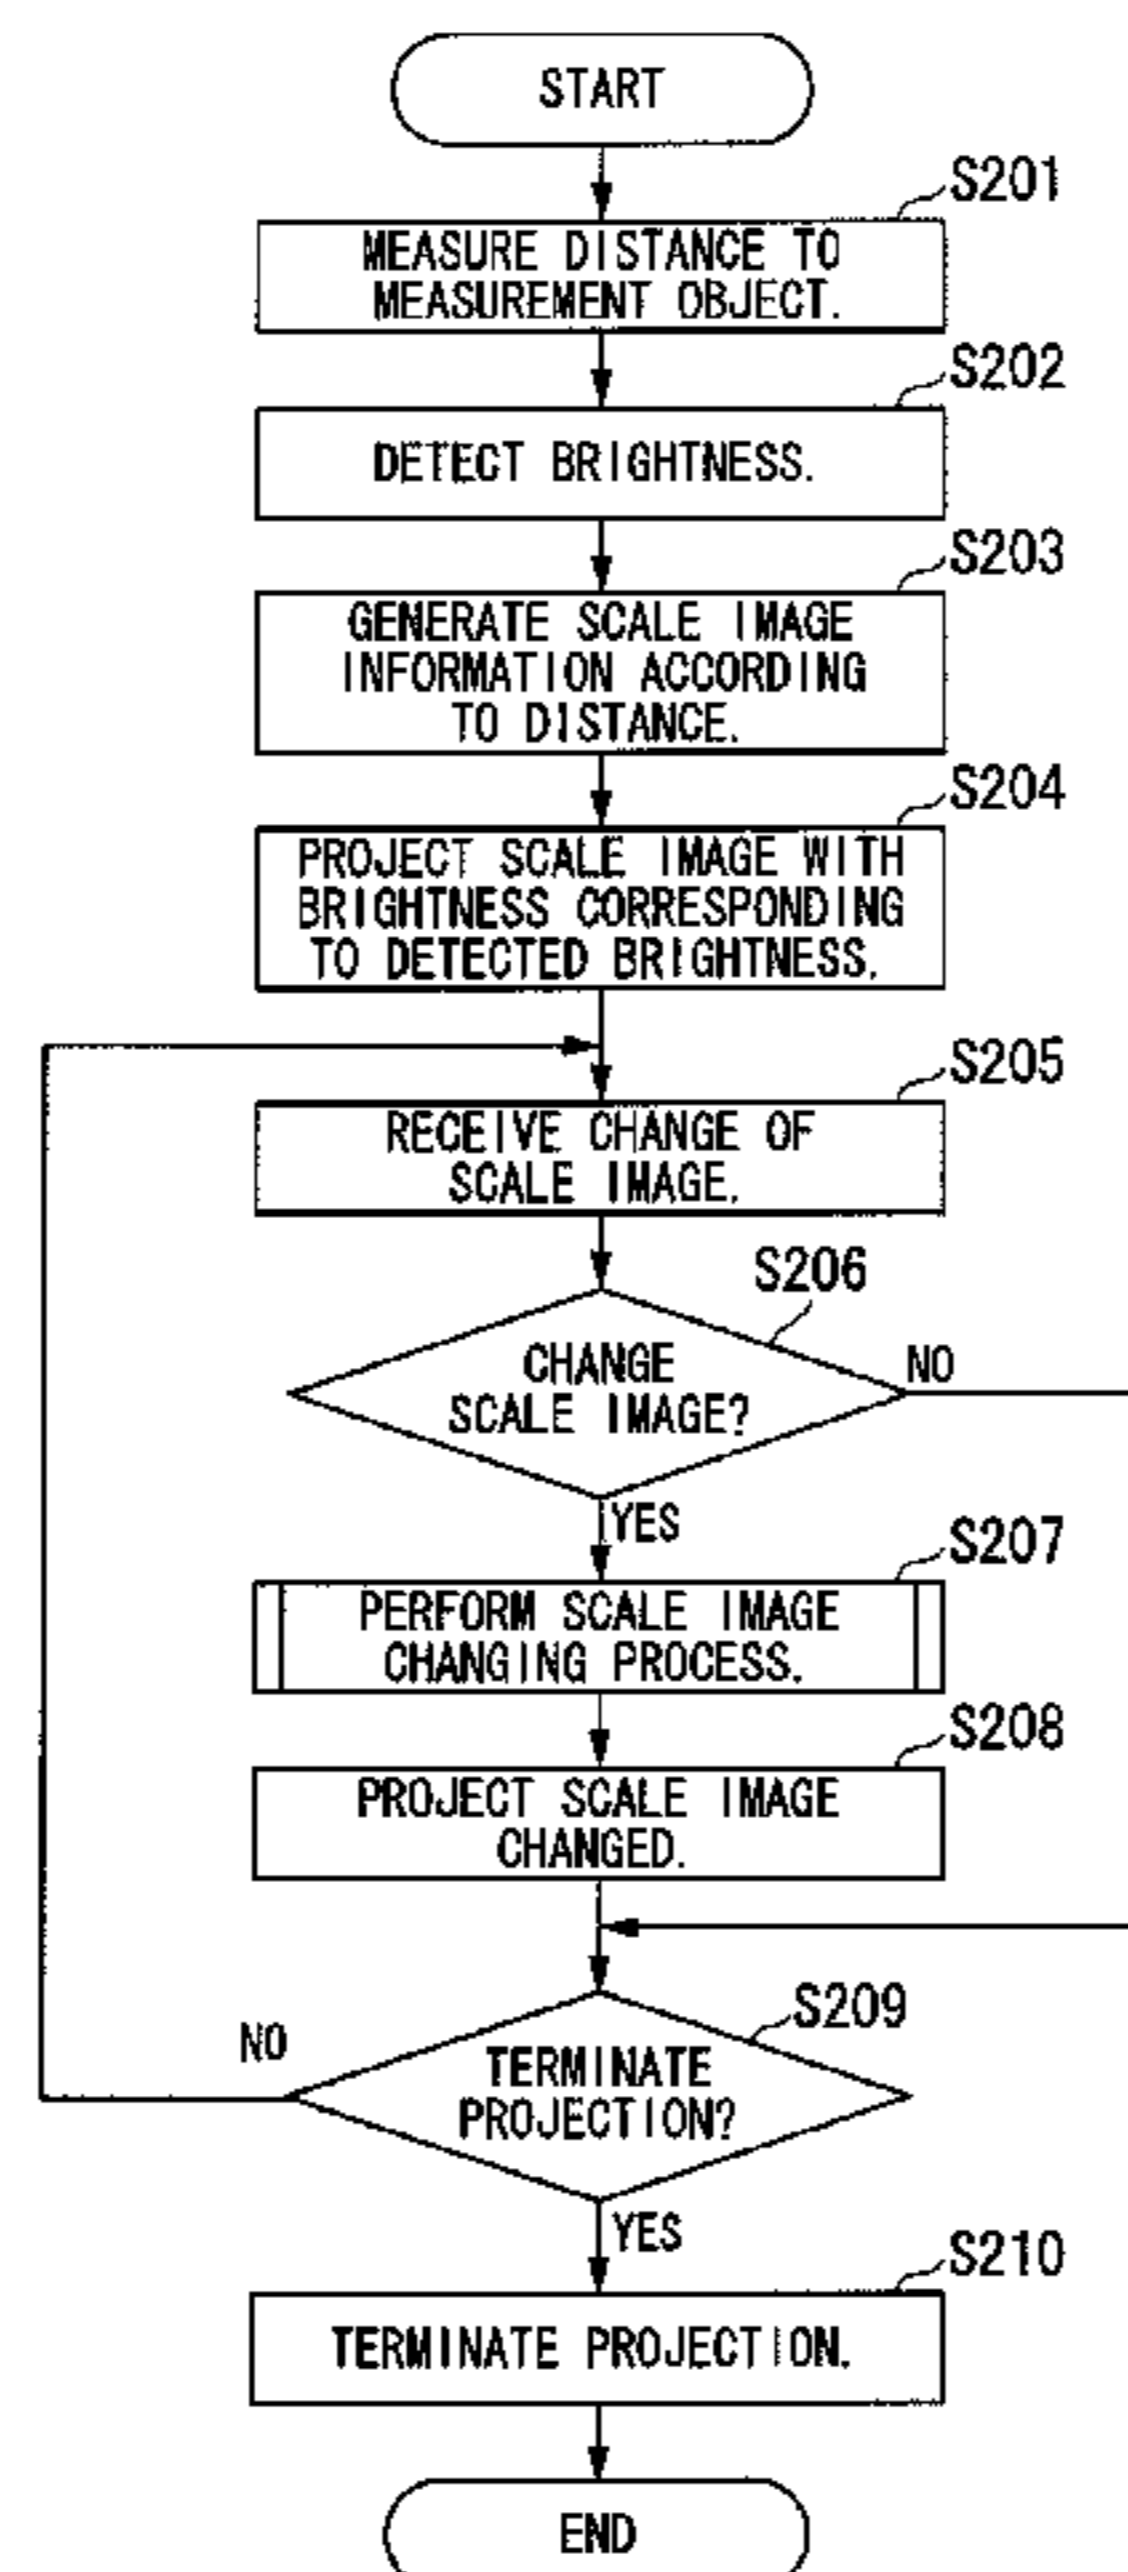 START
S201
MEASURE DISTANCE TO
MEASUREMENT OBJECT.
S202
DETECT BRIGHTNESS.
S203
GENERATE SCALE IMAGE
INFORMATION ACCORDING
TO DISTANCE.
S204
PROJECT SCALE IMAGE WITH
BRIGHTNESS CORRESPONDING
TO DETECTED BRIGHTNESS.
S205
RECEIVE CHANGE OF
SCALE IMAGE.
S206
CHANGE
SCALE IMAGE?
NO
YES
S207
PERFORM SCALE IMAGE
CHANGING PROCESS.
S208
PROJECT SCALE IMAGE
CHANGED.
S209
NO
TERMINATE
PROJECTION?
YES
S210
TERMINATE PROJECTION.
END